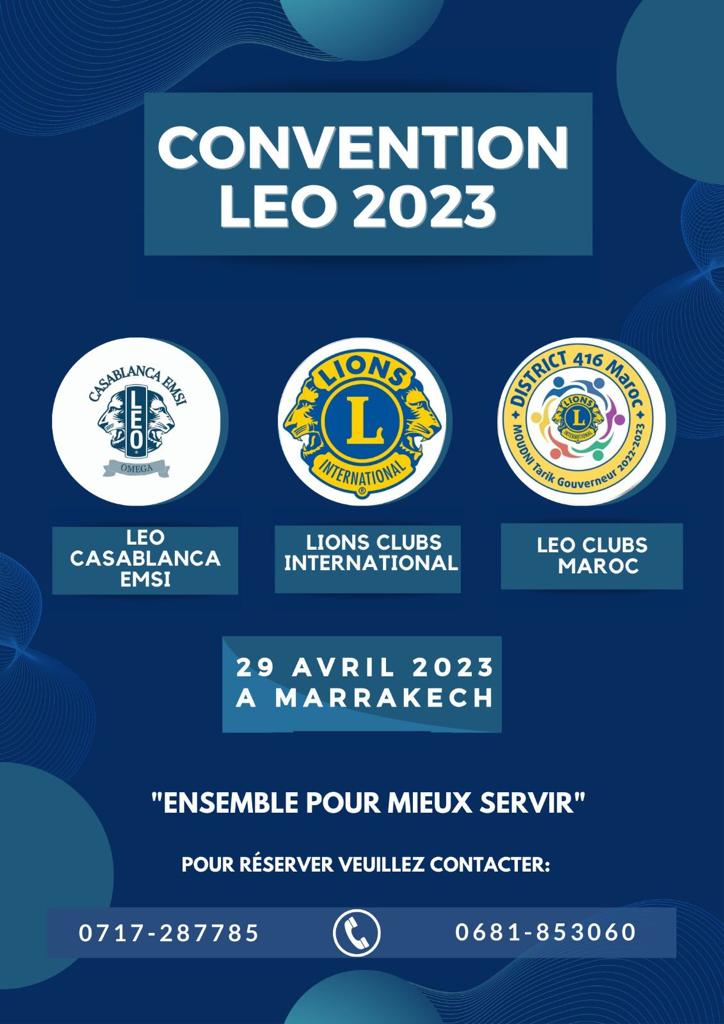 CONVENTION
LEO 2023
CASABLANCA EMSI
LEO
OMEGA
LIONS
L
INTERNATIONAL
DISTRICT 416 Maroc
LIONS
L
INTERNATIONAL
MOUDNI Tarik Gouverneur 2022-2023
LEO
CASABLANCA
EMSI
LIONS CLUBS
INTERNATIONAL
LEO CLUBS
MAROC
29 AVRIL 2023
A MARRAKECH
"ENSEMBLE POUR MIEUX SERVIR"
POUR RÉSERVER VEUILLEZ CONTACTER:
0717-287785
0681-853060